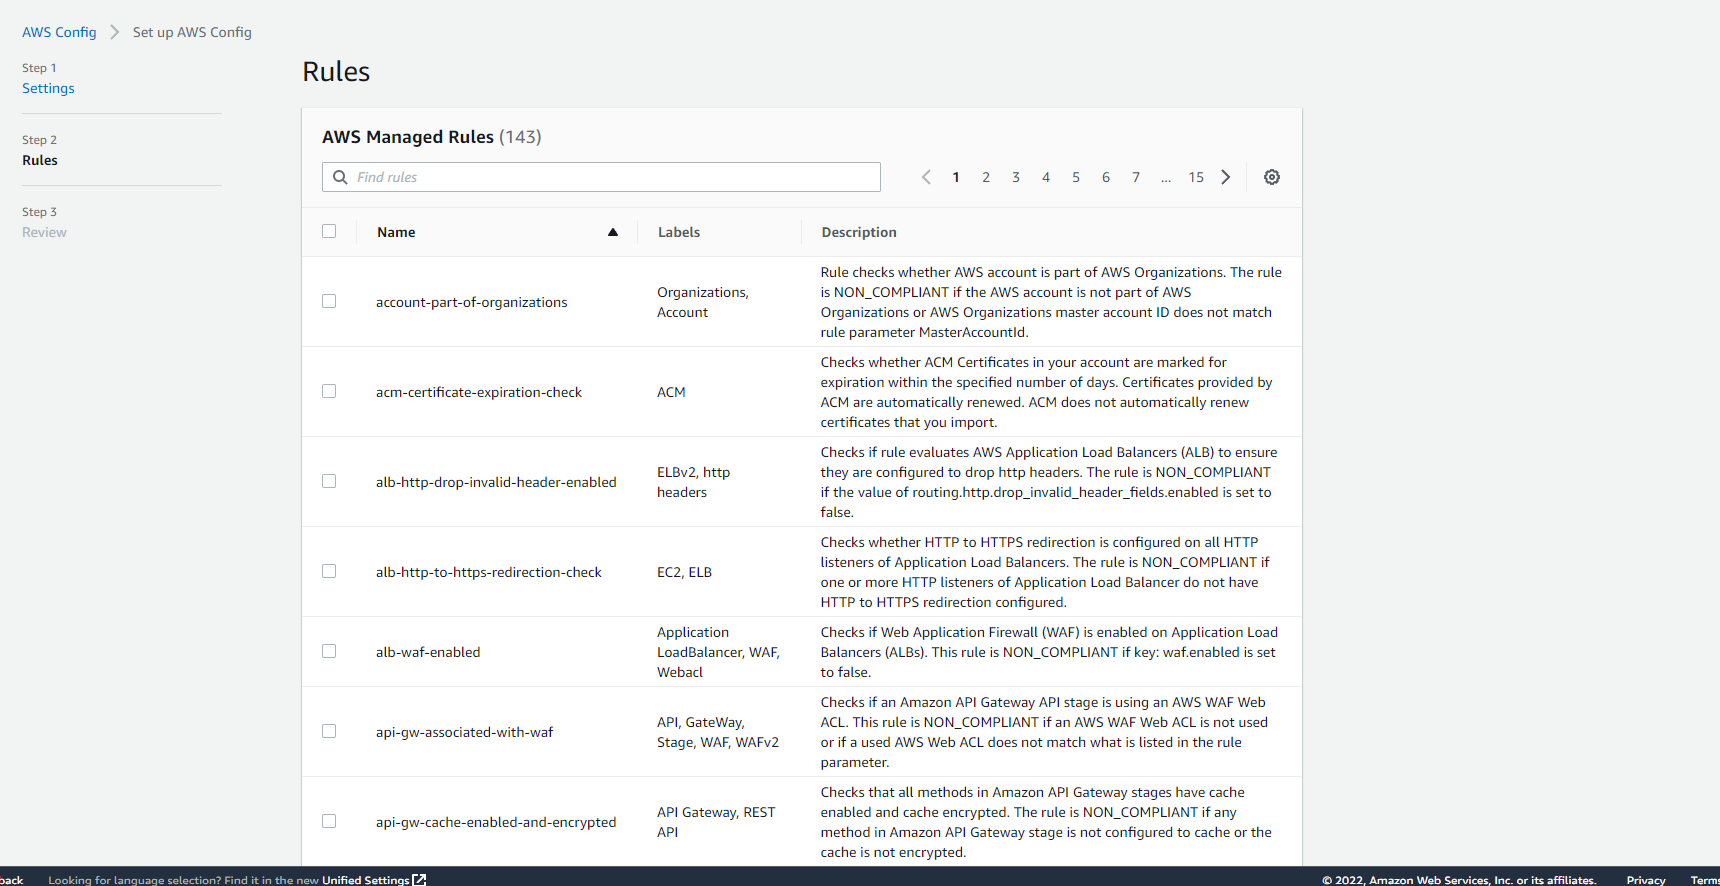 AWS Config > Set up AWS Config
Step 1
Settings
Step 2
Rules
Step 3
Review
Rules
AWS Managed Rules (143)
Find rules
1 2 3 4 5 6 7 ... 15
Name Labels Description
account-part-of-organizations
Organizations,
Account
Rule checks whether AWS account is part of AWS Organizations. The rule
is NON_COMPLIANT if the AWS account is not part of AWS
Organizations or AWS Organizations master account ID does not match
rule parameter MasterAccountId.
acm-certificate-expiration-check
ACM
Checks whether ACM Certificates in your account are marked for
expiration within the specified number of days. Certificates provided by
ACM are automatically renewed. ACM does not automatically renew
certificates that you import.
alb-http-drop-invalid-header-enabled
ELBv2, http
headers
Checks if rule evaluates AWS Application Load Balancers (ALB) to ensure
they are configured to drop http headers. The rule is NON_COMPLIANT
if the value of routing.http.drop_invalid_header_fields.enabled is set to
false.
alb-http-to-https-redirection-check
EC2, ELB
Checks whether HTTP to HTTPS redirection is configured on all HTTP
listeners of Application Load Balancers. The rule is NON_COMPLIANT if
one or more HTTP listeners of Application Load Balancer do not have
HTTP to HTTPS redirection configured.
alb-waf-enabled
Application
LoadBalancer, WAF,
Webacl
Checks if Web Application Firewall (WAF) is enabled on Application Load
Balancers (ALBs). This rule is NON_COMPLIANT if key: waf.enabled is set
to false.
api-gw-associated-with-waf
API, GateWay,
Stage, WAF, WAFv2
Checks if an Amazon API Gateway API stage is using an AWS WAF Web
ACL. This rule is NON_COMPLIANT if an AWS WAF Web ACL is not used
or if a used AWS Web ACL does not match what is listed in the rule
parameter.
api-gw-cache-enabled-and-encrypted
API Gateway, REST
API
Checks that all methods in Amazon API Gateway stages have cache
enabled and cache encrypted. The rule is NON_COMPLIANT if any
method in Amazon API Gateway stage is not configured to cache or the
cache is not encrypted.
back Looking for language selection? Find it in the new Unified Settings © 2022, Amazon Web Services, Inc. or its affiliates. Privacy Terms